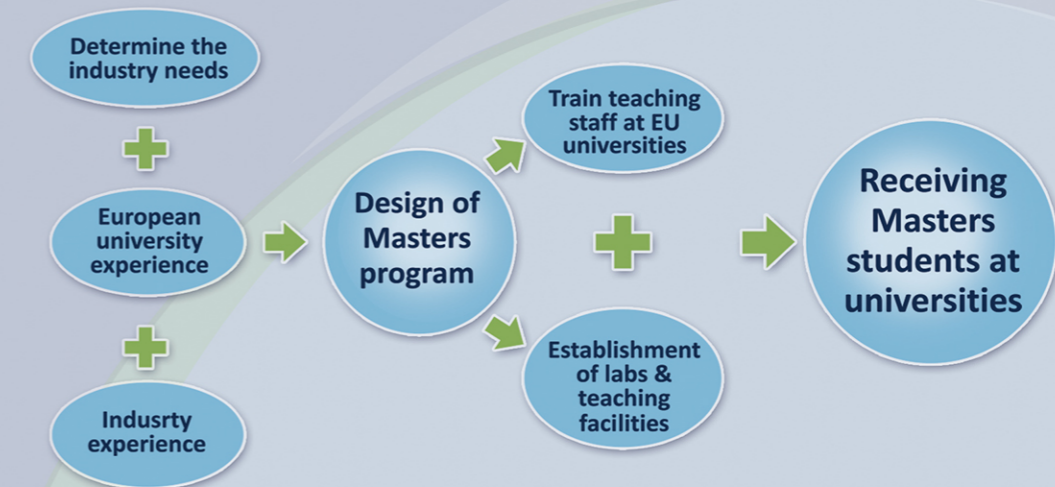 Determine the
industry needs
European
university
experience
Indusrty
experience
Design of
Masters
program
Train teaching
staff at EU
universities
Establishment
of labs &
teaching
facilities
Receiving
Masters
students at
universities